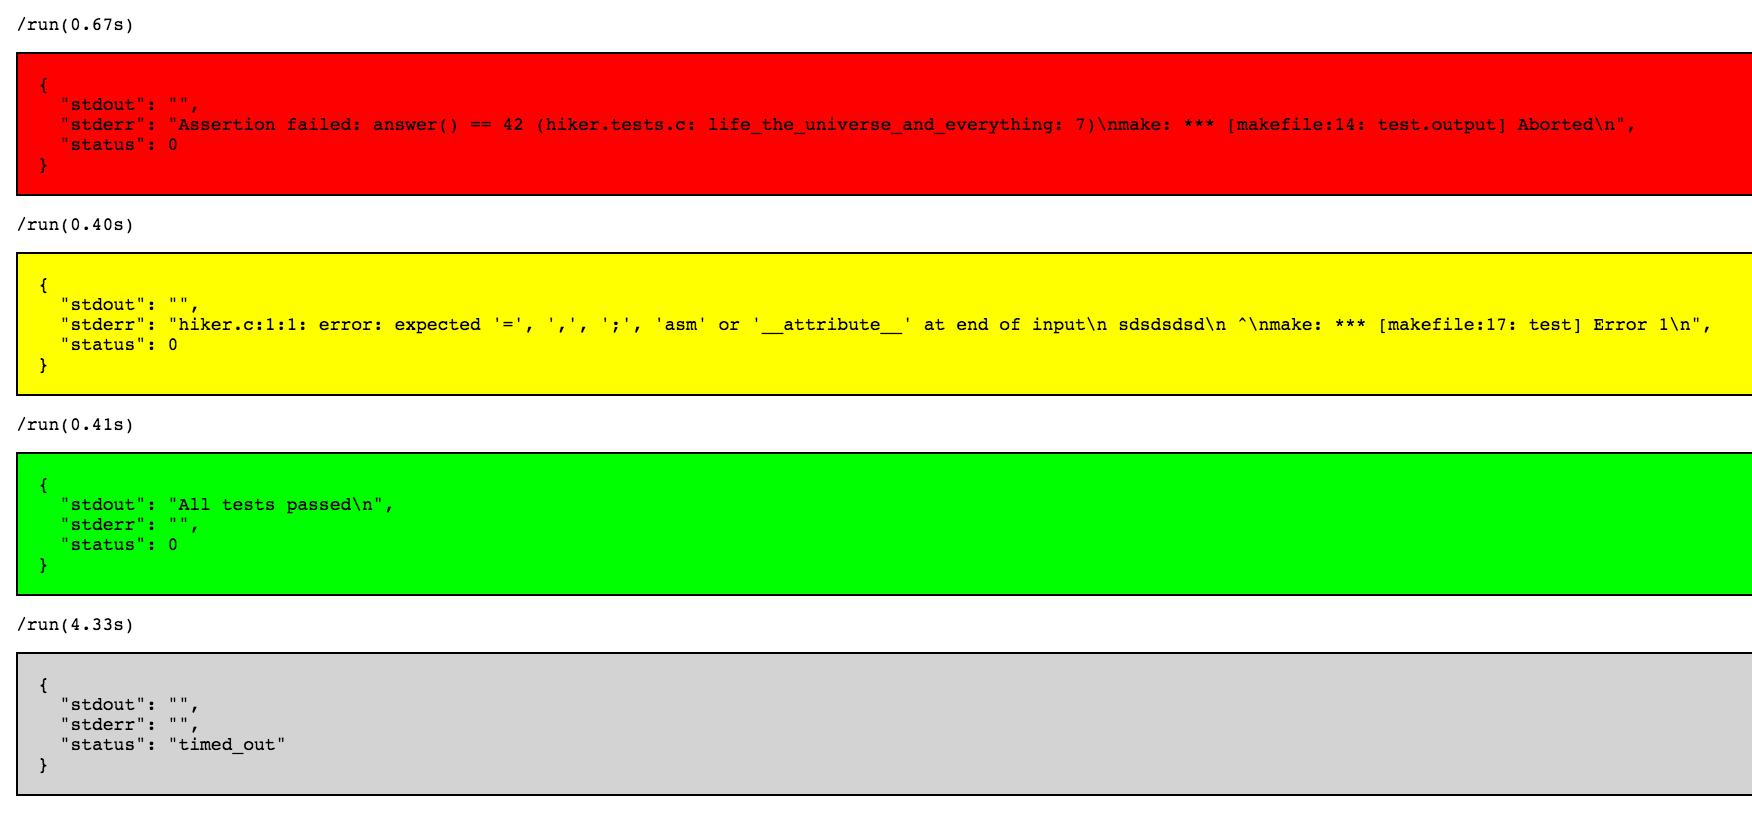 /run(0.67s)
{
"stdout": "",
"stderr": "Assertion failed: answer() == 42 (hiker.tests.c: life_the_universe_and_everything: 7)\nmake: *** [makefile:14: test.output] Aborted\n",
"status": 0
}
/run(0.40s)
{
"stdout": "",
"stderr": "hiker.c:1:1: error: expected '=', ',', ';', 'asm' or '__attribute__' at end of input\n sdsdsdsd\n ^\nmake: *** [makefile:17: test] Error 1\n",
"status": 0
}
/run(0.41s)
{
"stdout": "All tests passed\n",
"stderr": "",
"status": 0
}
/run(4.33s)
{
"stdout": "",
"stderr": "",
"status": "timed_out"
}